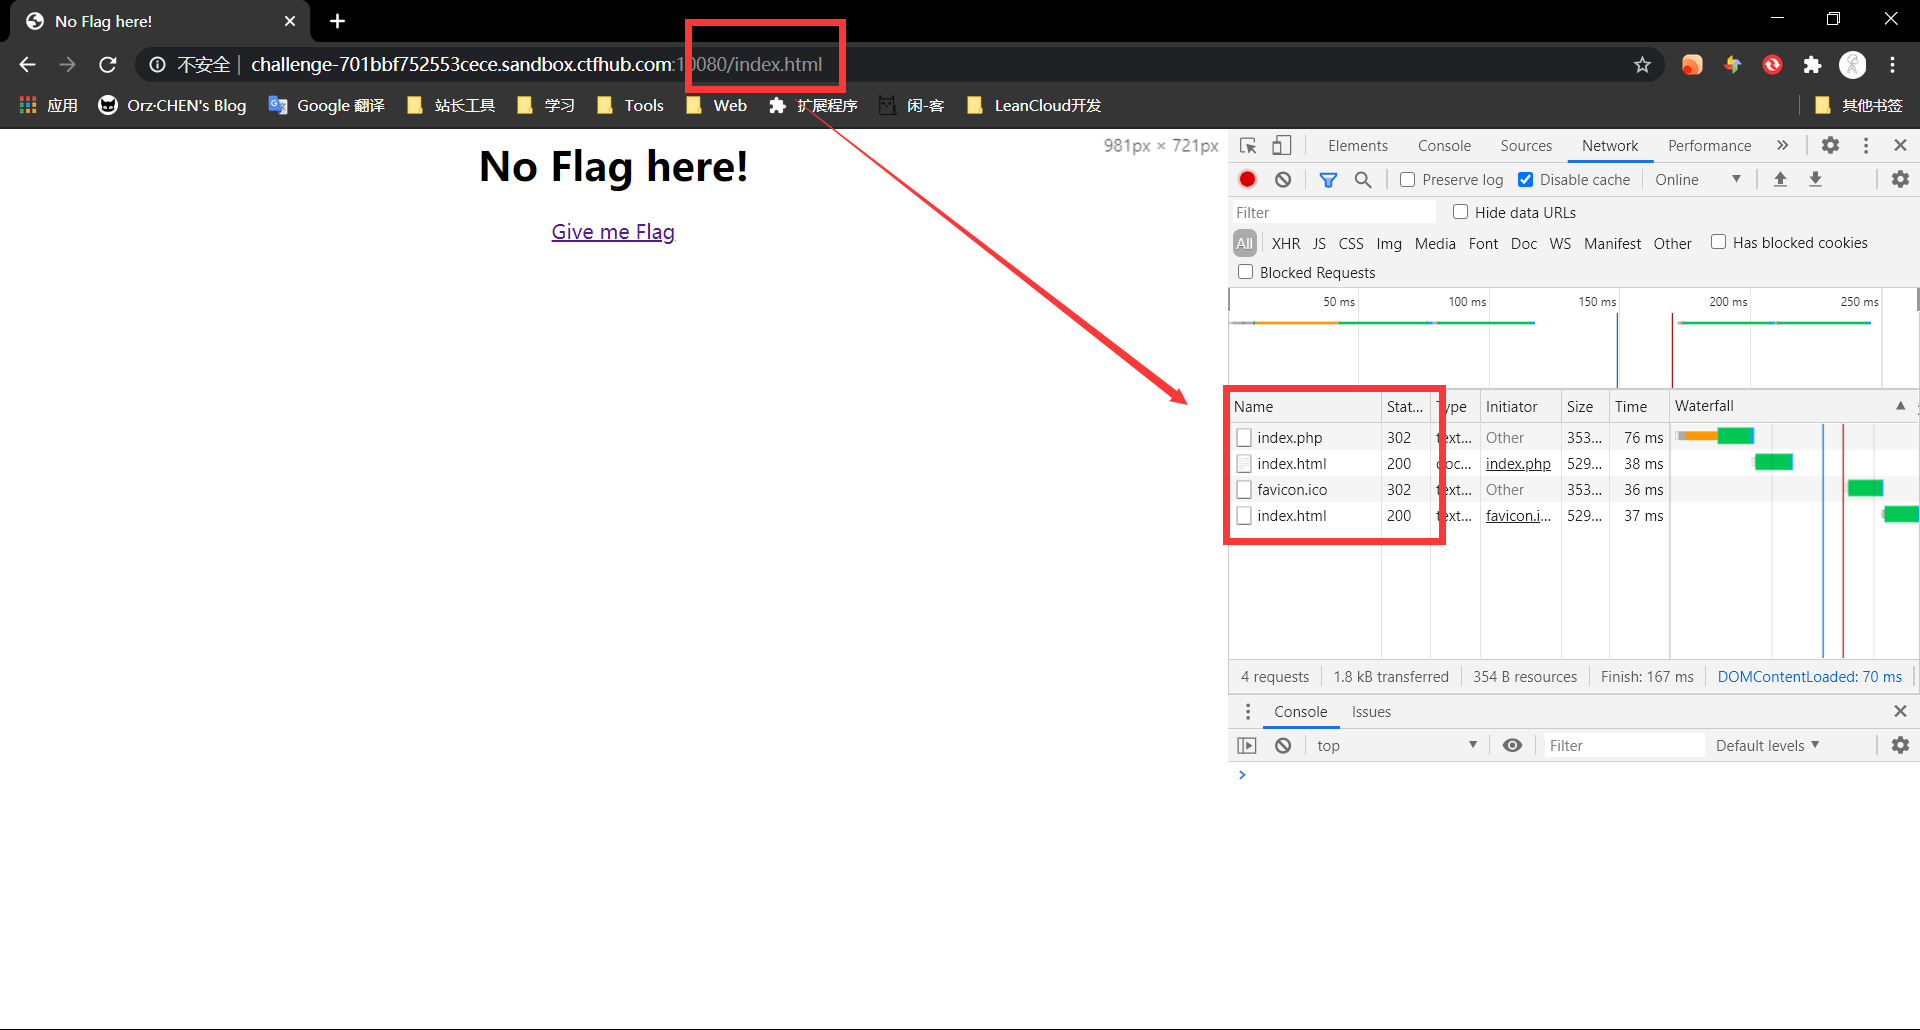 No Flag here!
不安全 challenge-701bbf752553cece.sandbox.ctfhub.com:10080/index.html
应用 Orz·CHEN's Blog Google 翻译 站长工具 学习 Tools Web 扩展程序 闲-客 LeanCloud开发 其他书签
No Flag here!
Give me Flag
981px × 721px
Elements Console Sources Network Performance
Preserve log Disable cache Online
Filter Hide data URLs
All XHR JS CSS Img Media Font Doc WS Manifest Other Has blocked cookies
Blocked Requests
50 ms 100 ms 150 ms 200 ms 250 ms
Name Stat... Type Initiator Size Time Waterfall
index.php 302 text... Other 353... 76 ms
index.html 200 doc... index.php 529... 38 ms
favicon.ico 302 text... Other 353... 36 ms
index.html 200 text... favicon.i... 529... 37 ms
4 requests 1.8 kB transferred 354 B resources Finish: 167 ms DOMContentLoaded: 70 ms
Console Issues
top Filter Default levels